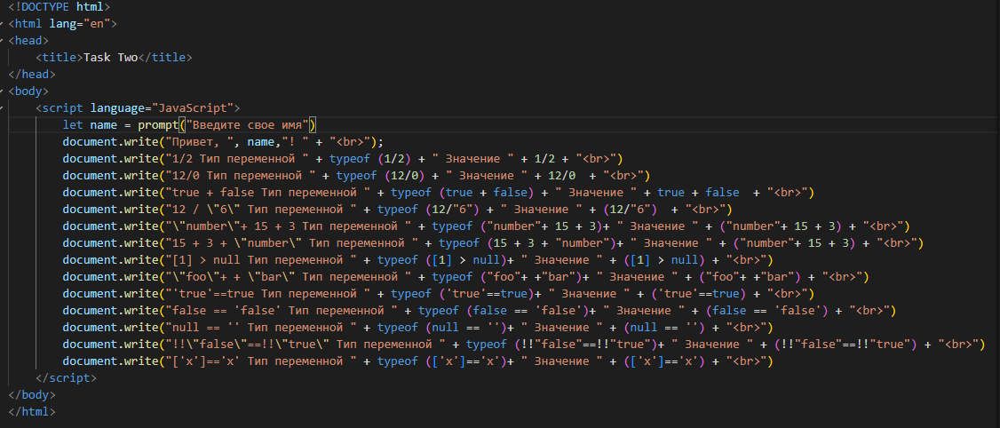 <!DOCTYPE html>
<html lang="en">
<head>
    <title>Task Two</title>
</head>
<body>
    <script language="JavaScript">
        let name = prompt("Введите свое имя")
        document.write("Привет, ", name,"! " + "<br>");
        document.write("1/2 Тип переменной " + typeof (1/2) + " Значение " + 1/2 + "<br>")
        document.write("12/0 Тип переменной " + typeof (12/0) + " Значение " + 12/0  + "<br>")
        document.write("true + false Тип переменной " + typeof (true + false) + " Значение " + true + false  + "<br>")
        document.write("12 / \"6\" Тип переменной " + typeof (12/"6") + " Значение " + (12/"6")  + "<br>")
        document.write("\"number\"+ 15 + 3 Тип переменной " + typeof ("number"+ 15 + 3)+ " Значение " + ("number"+ 15 + 3) + "<br>")
        document.write("15 + 3 + \"number\" Тип переменной " + typeof (15 + 3 + "number")+ " Значение " + ("number"+ 15 + 3) + "<br>")
        document.write("[1] > null Тип переменной " + typeof ([1] > null)+ " Значение " + ([1] > null) + "<br>")
        document.write("\"foo\"+ + \"bar\" Тип переменной " + typeof ("foo"+ +"bar")+ " Значение " + ("foo"+ +"bar") + "<br>")
        document.write("'true'==true Тип переменной " + typeof ('true'==true)+ " Значение " + ('true'==true) + "<br>")
        document.write("false == 'false' Тип переменной " + typeof (false == 'false')+ " Значение " + (false == 'false') + "<br>")
        document.write("null == '' Тип переменной " + typeof (null == '')+ " Значение " + (null == '') + "<br>")
        document.write("!!\"false\"==!!\"true\" Тип переменной " + typeof (!!"false"==!!"true")+ " Значение " + (!!"false"==!!"true") + "<br>")
        document.write("['x']=='x' Тип переменной " + typeof (['x']=='x')+ " Значение " + (['x']=='x') + "<br>")
    </script>
</body>
</html>